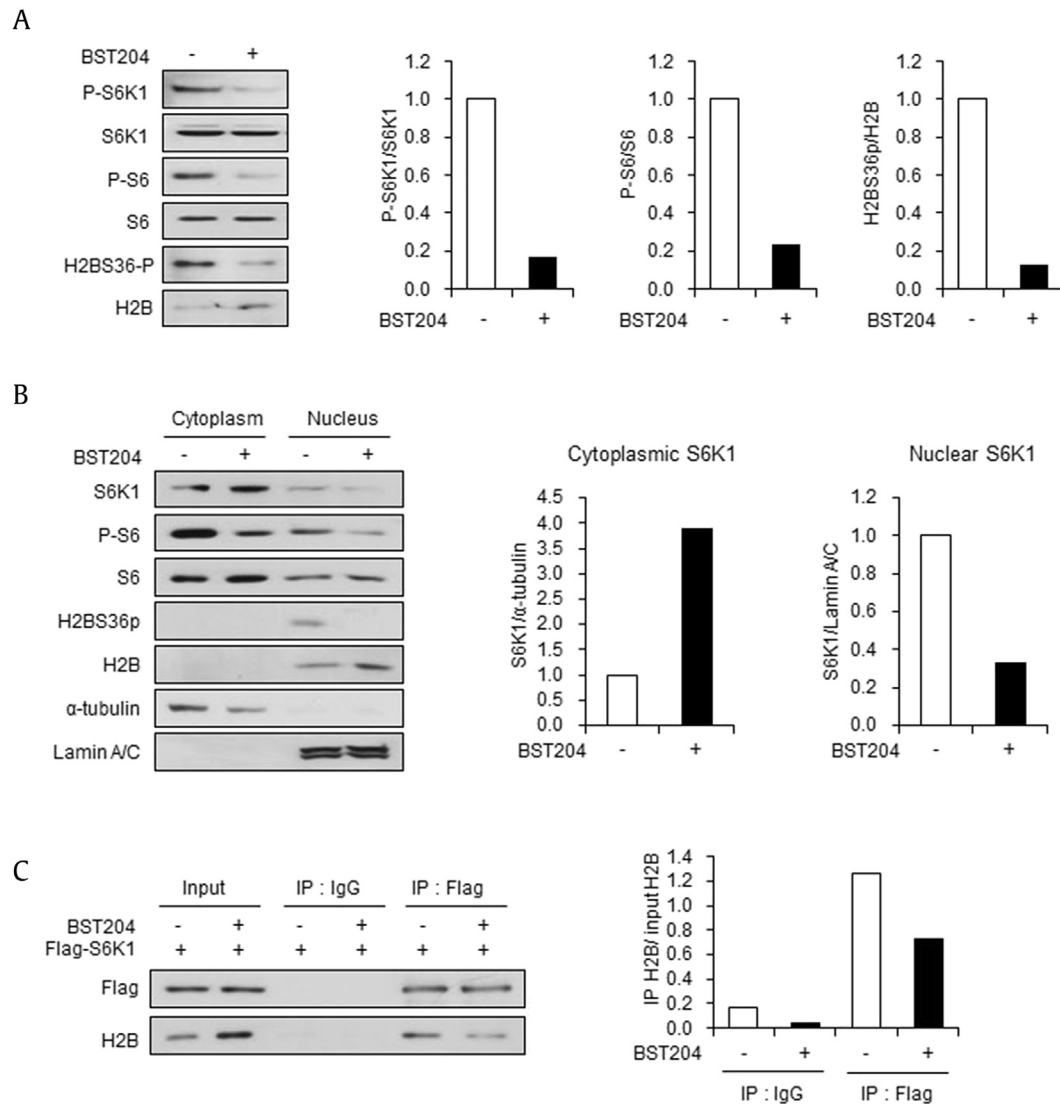 A
BST204 - +
P-S6K1
S6K1
P-S6
S6
H2BS36-P
H2B
P-S6K1/S6K1
1.2
1.0
0.8
0.6
0.4
0.2
0.0
BST204 - +
P-S6/S6
1.2
1.0
0.8
0.6
0.4
0.2
0.0
BST204 - +
H2BS36p/H2B
1.2
1.0
0.8
0.6
0.4
0.2
0.0
BST204 - +
B
Cytoplasm Nucleus
BST204 - + - +
S6K1
P-S6
S6
H2BS36p
H2B
α-tubulin
Lamin A/C
Cytoplasmic S6K1
S6K1/α-tubulin
4.5
4.0
3.5
3.0
2.5
2.0
1.5
1.0
0.5
0.0
BST204 - +
Nuclear S6K1
S6K1/Lamin A/C
1.2
1.0
0.8
0.6
0.4
0.2
0.0
BST204 - +
C
Input IP : IgG IP : Flag
BST204 - + - + - +
Flag-S6K1 + + + + + +
Flag
H2B
IP H2B/ input H2B
1.4
1.2
1.0
0.8
0.6
0.4
0.2
0.0
BST204 - + - +
IP : IgG IP : Flag